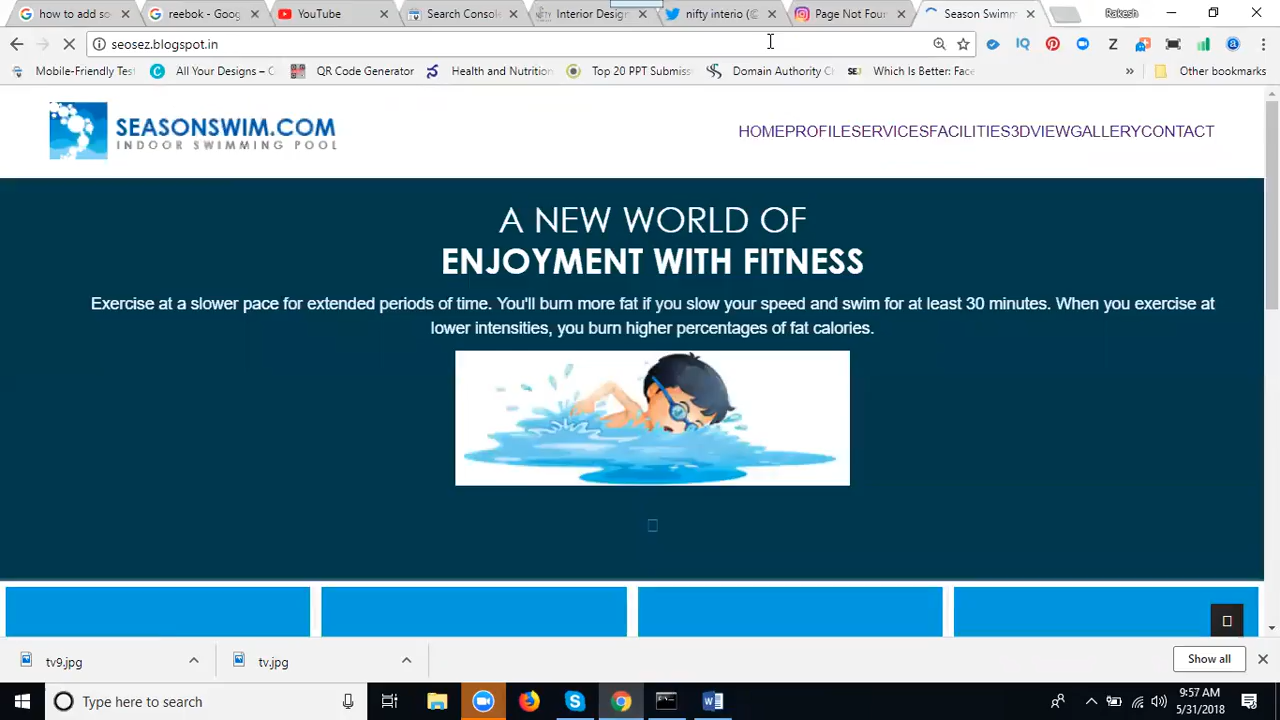 how to add s
reebok - Goog
YouTube
Search Consol
Interior Desig
nifty interio (@
Page Not Foun
Season Swimm
Rakesh
seosez.blogspot.in
Mobile-Friendly Test
All Your Designs – C
QR Code Generator
Health and Nutrition
Top 20 PPT Submiss
Domain Authority Ch
SEJ
Which Is Better: Face
Other bookmarks
SEASONSWIM.COM
INDOOR SWIMMING POOL
HOMEPROFILESERVICESFACILITIES3DVIEWGALLERYCONTACT
A NEW WORLD OF
ENJOYMENT WITH FITNESS
Exercise at a slower pace for extended periods of time. You'll burn more fat if you slow your speed and swim for at least 30 minutes. When you exercise at
lower intensities, you burn higher percentages of fat calories.
tv9.jpg
tv.jpg
Show all
Type here to search
9:57 AM
5/31/2018